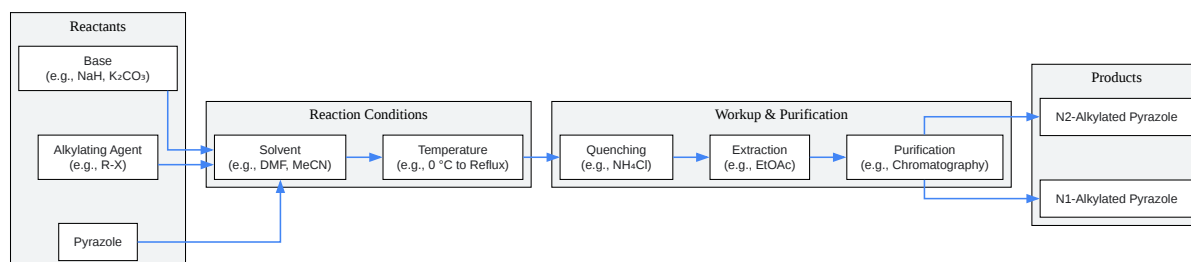 Reactants
Base
(e.g., NaH, K₂CO₃)
Alkylating Agent
(e.g., R-X)
Pyrazole
Reaction Conditions
Solvent
(e.g., DMF, MeCN)
Temperature
(e.g., 0 °C to Reflux)
Workup & Purification
Quenching
(e.g., NH₄Cl)
Extraction
(e.g., EtOAc)
Purification
(e.g., Chromatography)
Products
N2-Alkylated Pyrazole
N1-Alkylated Pyrazole